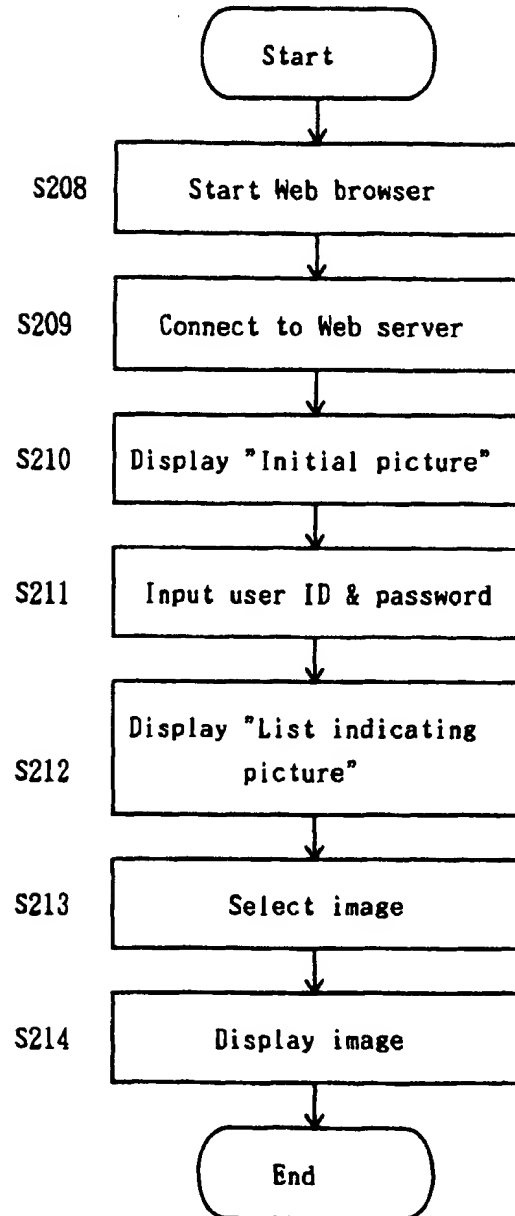 Start
S208 Start Web browser
S209 Connect to Web server
S210 Display "Initial picture"
S211 Input user ID & password
Display "List indicating
S212 picture"
S213 Select image
S214 Display image
End